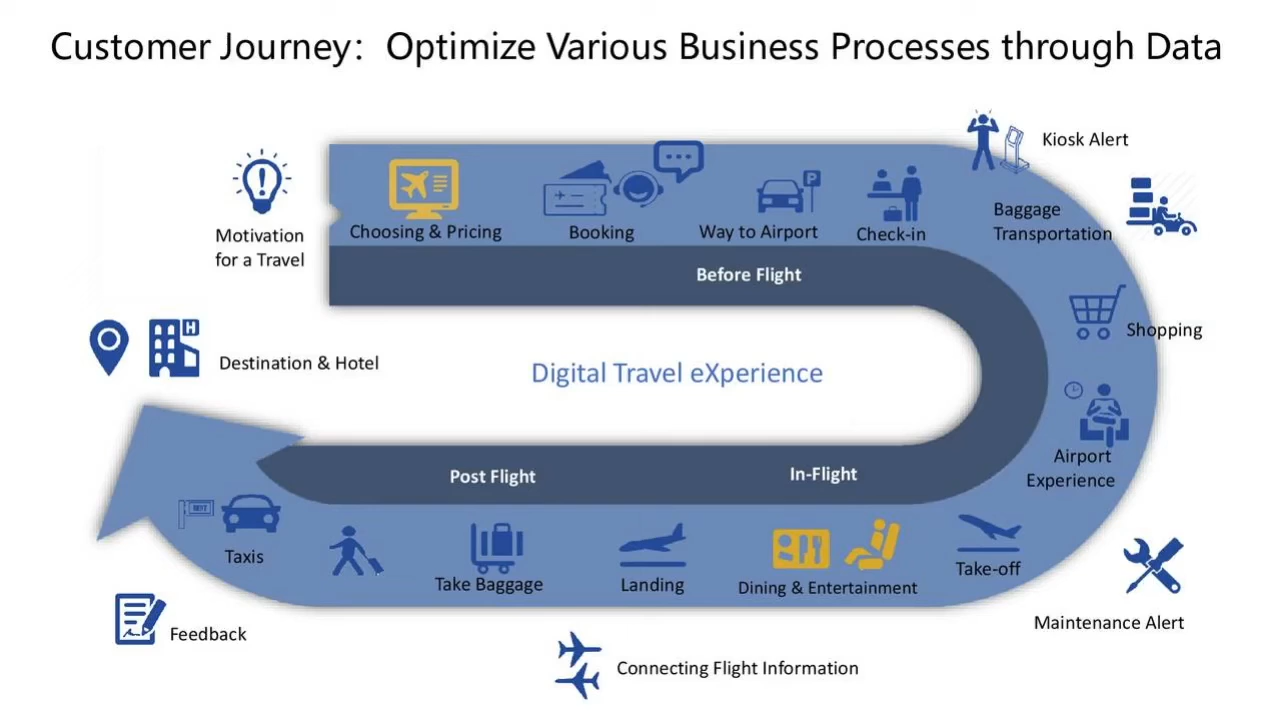 Customer Journey: Optimize Various Business Processes through Data
Kiosk Alert
Motivation
for a Travel
Choosing & Pricing
Booking
Way to Airport
Check-in
Baggage
Transportation
Before Flight
Shopping
Destination & Hotel
Digital Travel eXperience
Airport
Experience
Post Flight
In-Flight
Taxis
Take Baggage
Landing
Dining & Entertainment
Take-off
Maintenance Alert
Feedback
Connecting Flight Information
P
H